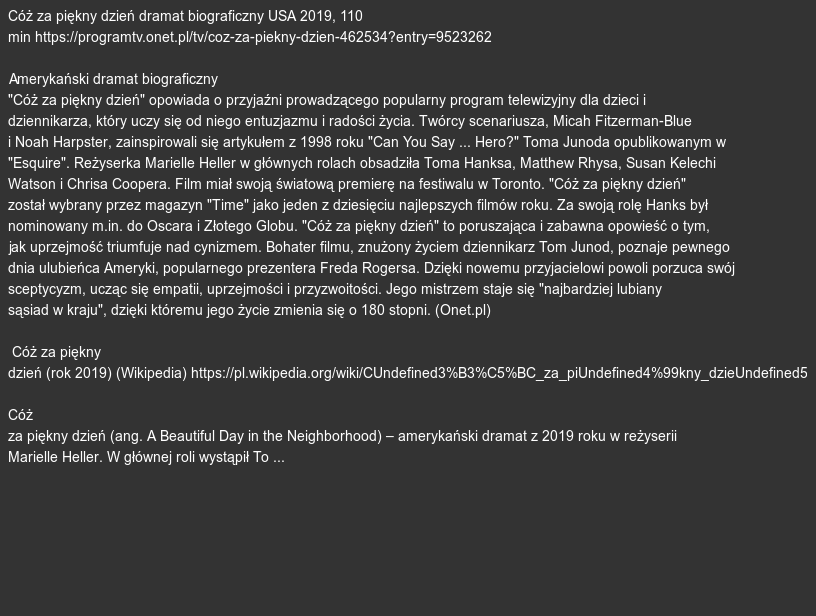 Cóż za piękny dzień dramat biograficzny USA 2019, 110
min https://programtv.onet.pl/tv/coz-za-piekny-dzien-462534?entry=9523262
Amerykański dramat biograficzny
"Cóż za piękny dzień" opowiada o przyjaźni prowadzącego popularny program telewizyjny dla dzieci i
dziennikarza, który uczy się od niego entuzjazmu i radości życia. Twórcy scenariusza, Micah Fitzerman-Blue
i Noah Harpster, zainspirowali się artykułem z 1998 roku "Can You Say ... Hero?" Toma Junoda opublikowanym w
"Esquire". Reżyserka Marielle Heller w głównych rolach obsadziła Toma Hanksa, Matthew Rhysa, Susan Kelechi
Watson i Chrisa Coopera. Film miał swoją światową premierę na festiwalu w Toronto. "Cóż za piękny dzień"
został wybrany przez magazyn "Time" jako jeden z dziesięciu najlepszych filmów roku. Za swoją rolę Hanks był
nominowany m.in. do Oscara i Złotego Globu. "Cóż za piękny dzień" to poruszająca i zabawna opowieść o tym,
jak uprzejmość triumfuje nad cynizmem. Bohater filmu, znużony życiem dziennikarz Tom Junod, poznaje pewnego
dnia ulubieńca Ameryki, popularnego prezentera Freda Rogersa. Dzięki nowemu przyjacielowi powoli porzuca swój
sceptycyzm, ucząc się empatii, uprzejmości i przyzwoitości. Jego mistrzem staje się "najbardziej lubiany
sąsiad w kraju", dzięki któremu jego życie zmienia się o 180 stopni. (Onet.pl)
Cóż za piękny
dzień (rok 2019) (Wikipedia) https://pl.wikipedia.org/wiki/CUndefined3%B3%C5%BC_za_piUndefined4%99kny_dzieUndefined5
Cóż
za piękny dzień (ang. A Beautiful Day in the Neighborhood) – amerykański dramat z 2019 roku w reżyserii
Marielle Heller. W głównej roli wystąpił To ...